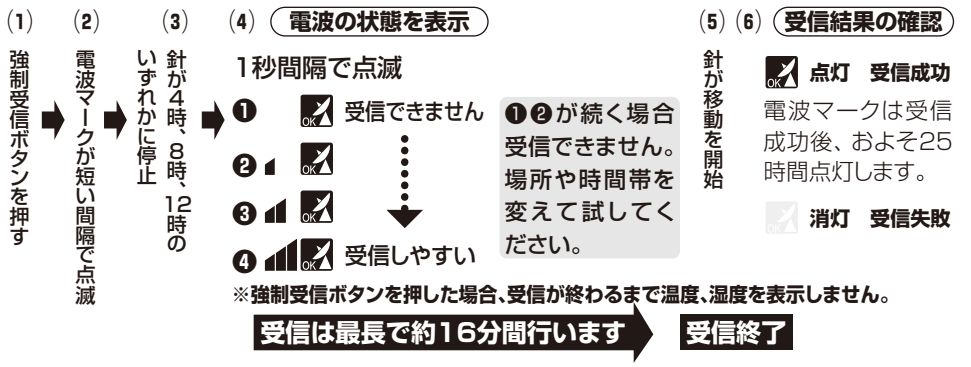 (1)
強制受信ボタンを押す
(2)
電波マークが短い間隔で点滅
(3)
針が4時、8時、12時の
いずれかに停止
(4) 電波の状態を表示
1秒間隔で点滅
❶ OK 受信できません
❷ OK
❸ OK
❹ OK 受信しやすい
❶❷が続く場合
受信できません。
場所や時間帯を
変えて試してく
ださい。
(5)
針が移動を開始
(6) 受信結果の確認
OK 点灯 受信成功
電波マークは受信
成功後、およそ25
時間点灯します。
OK 消灯 受信失敗
※強制受信ボタンを押した場合、受信が終わるまで温度、湿度を表示しません。
受信は最長で約16分間行います
受信終了